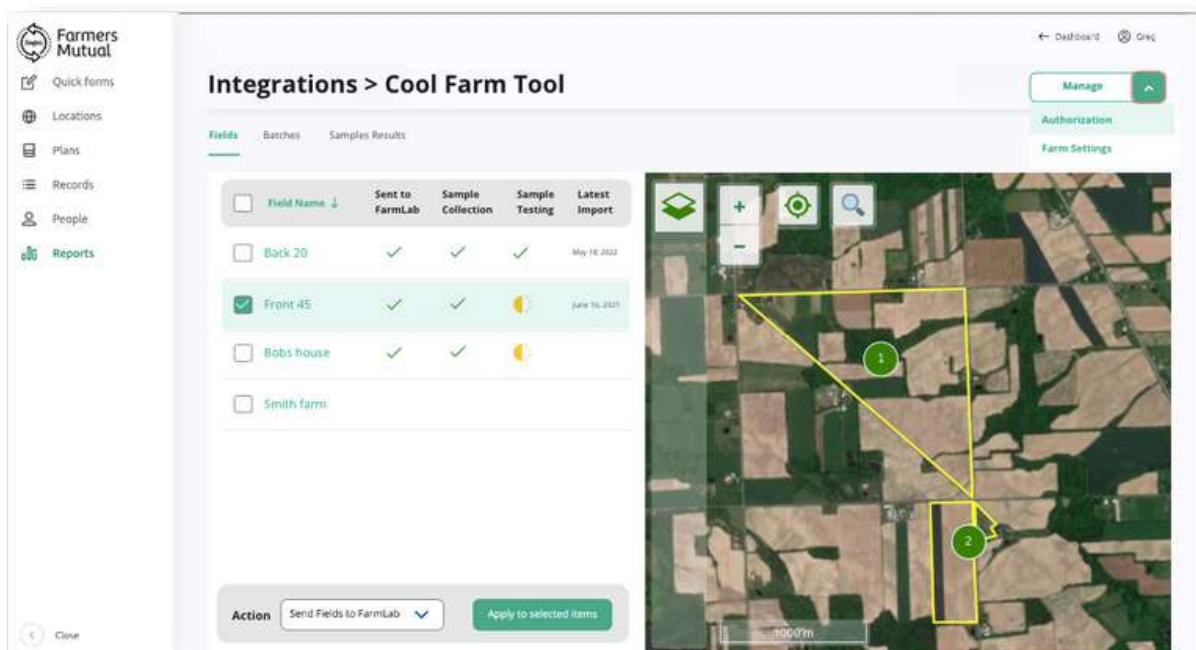 Farmers
Mutual
← Dashboard Greg
Quick forms
Locations
Plans
Records
People
Reports
Integrations > Cool Farm Tool
Manage
Authorization
Farm Settings
Fields Batches Samples Results
Field Name ↓
Sent to
FarmLab
Sample
Collection
Sample
Testing
Latest
Import
Back 20 May 18, 2022
Front 45 June 16, 2021
Bobs house
Smith farm
+
−
1
2
1000 m
Action Send Fields to FarmLab Apply to selected items
Close